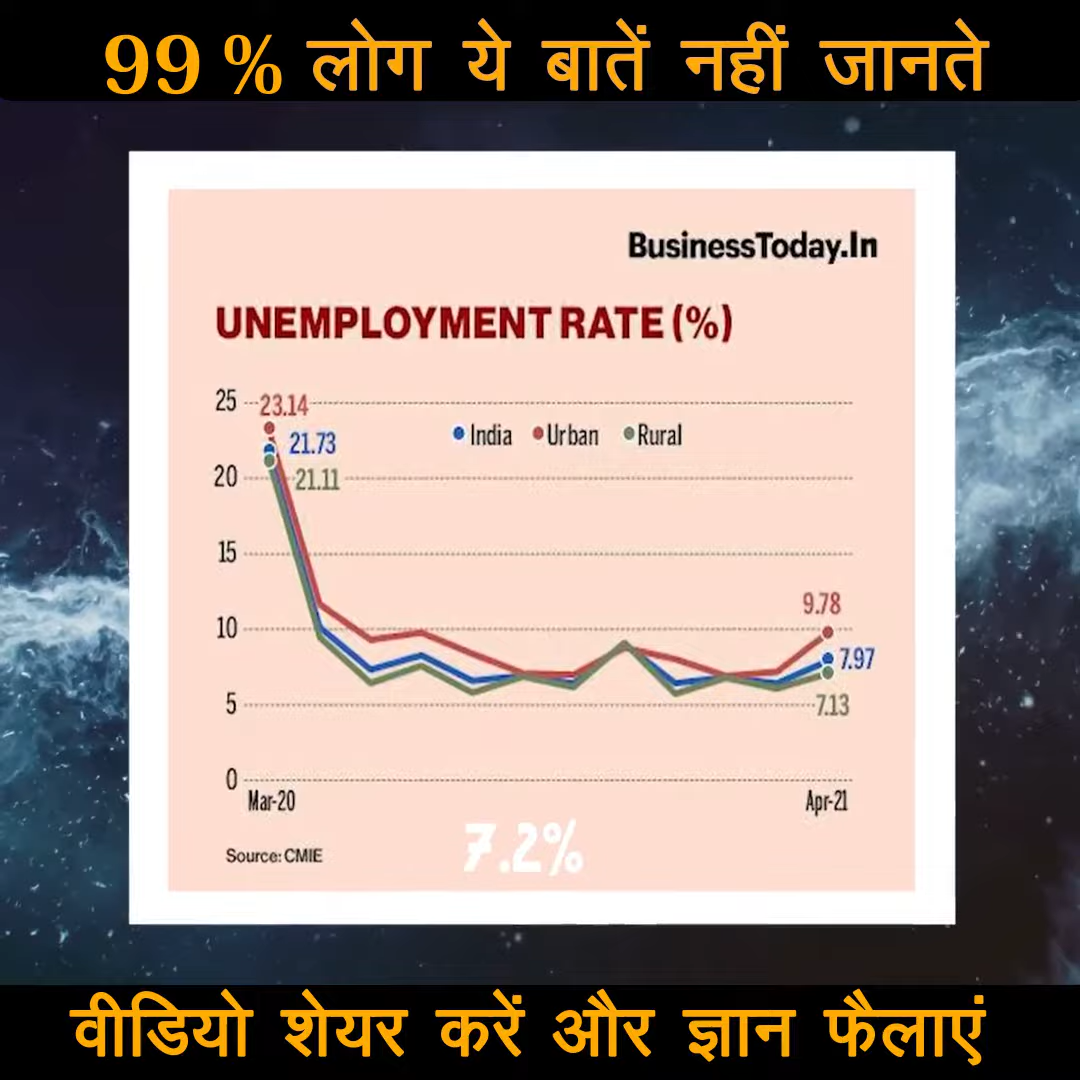 99 % लोग ये बातें नहीं जानते
BusinessToday.In
UNEMPLOYMENT RATE (%)
25
23.14
India Urban Rural
21.73
20
21.11
15
10
9.78
7.97
5
7.13
0
Mar-20 Apr-21
7.2%
Source: CMIE
वीडियो शेयर करें और ज्ञान फैलाएं